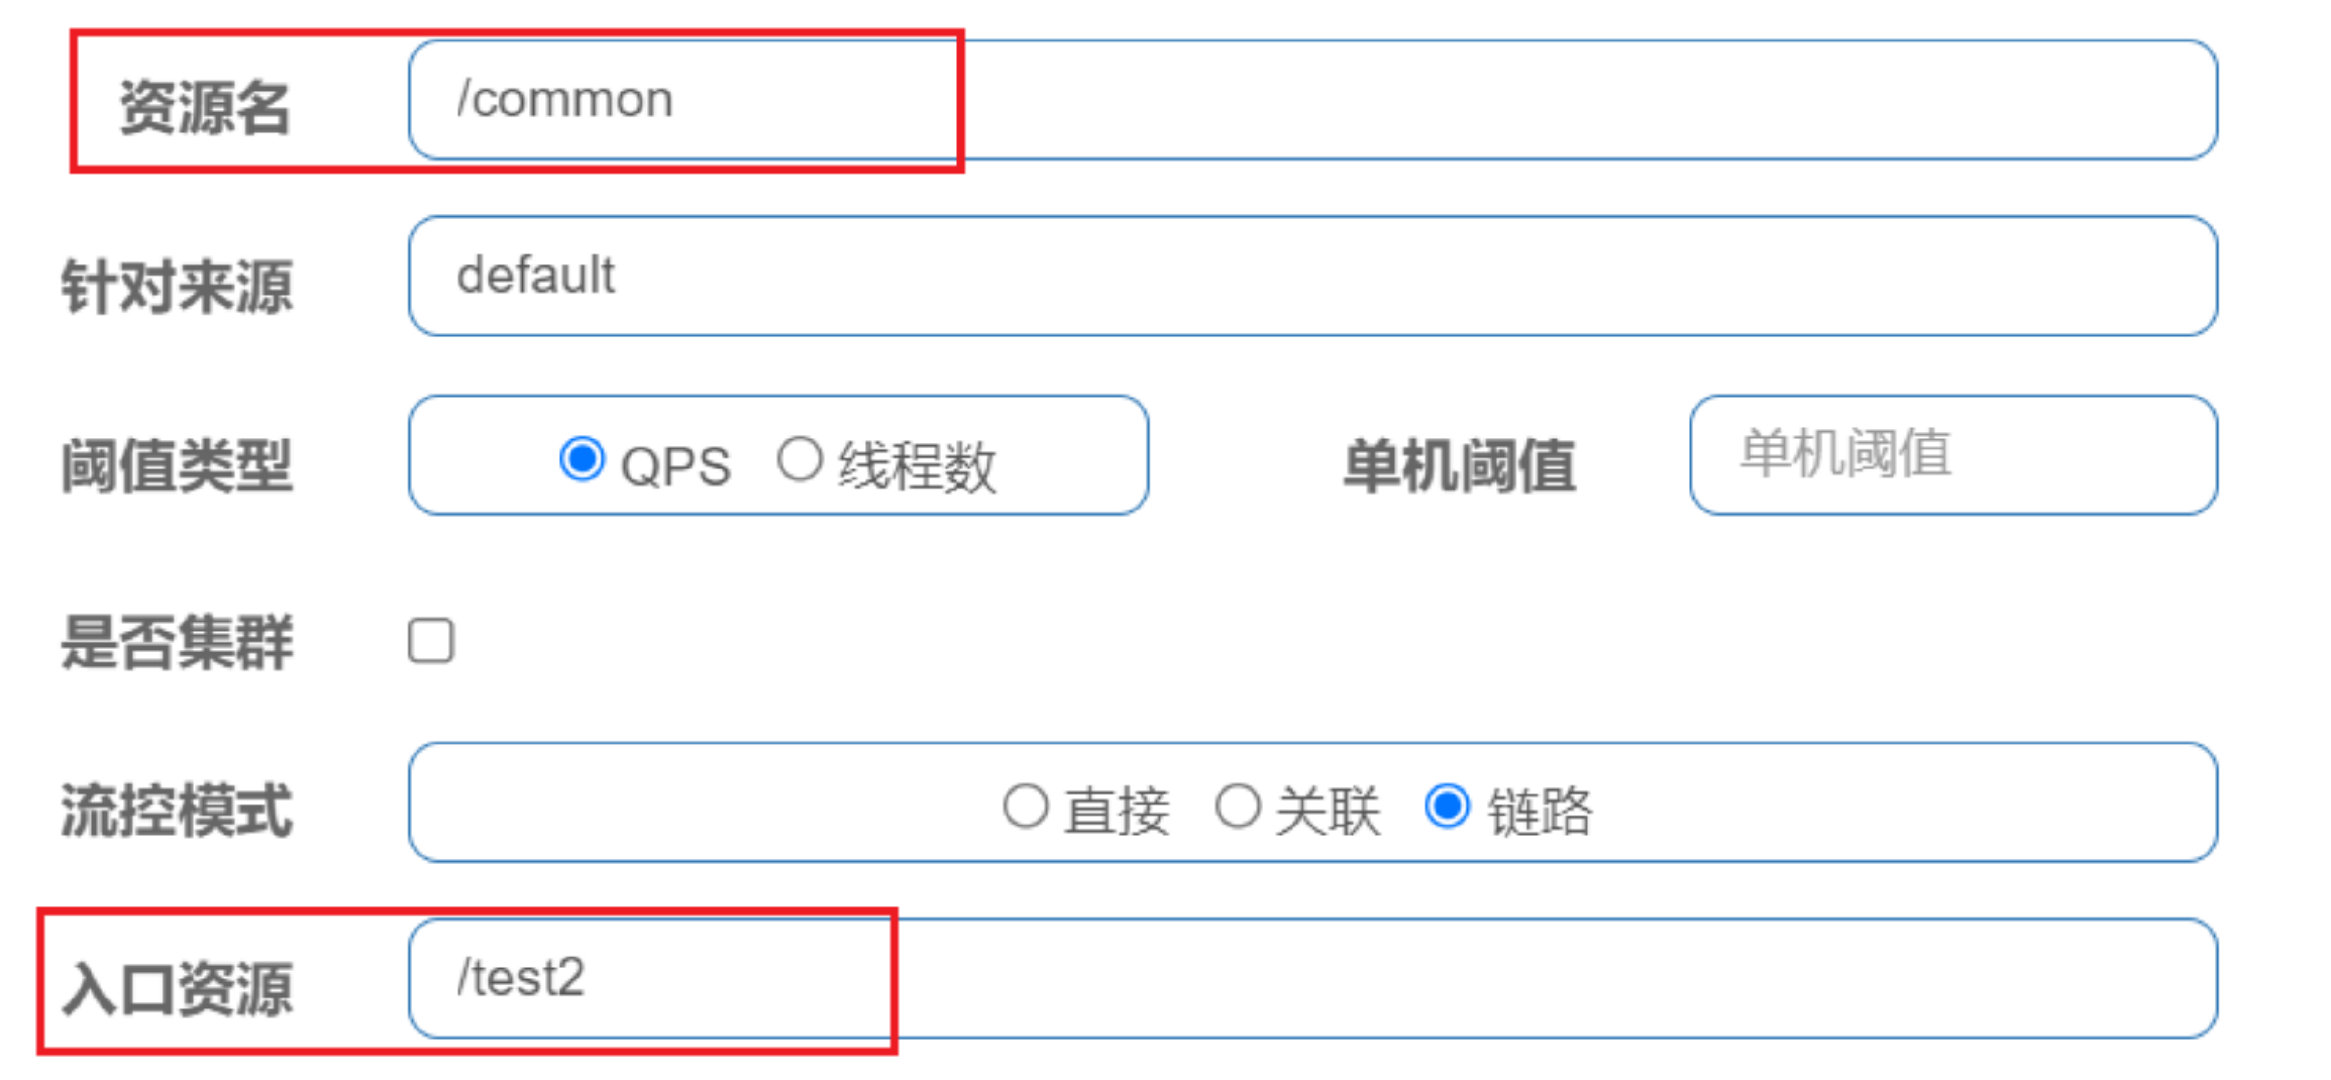 资源名 /common
针对来源 default
阈值类型 QPS 线程数 单机阈值 单机阈值
是否集群
流控模式 直接 关联 链路
入口资源 /test2